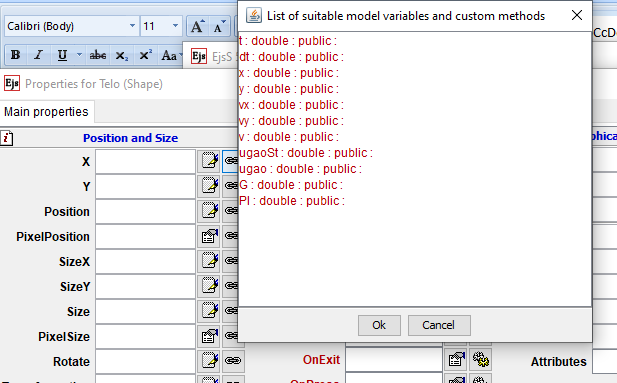 Calibri (Body)
11
A
A
B
I
U
abc
x₂
x²
Aa
CcD
Ejs
EjsS
Ejs
Properties for Telo (Shape)
Main properties
Position and Size
X
Y
Position
PixelPosition
SizeX
SizeY
Size
PixelSize
Rotate
List of suitable model variables and custom methods
t : double : public :
dt : double : public :
x : double : public :
y : double : public :
vx : double : public :
vy : double : public :
v : double : public :
ugaoSt : double : public :
ugao : double : public :
G : double : public :
PI : double : public :
Ok
Cancel
OnExit
OnPress
Attributes